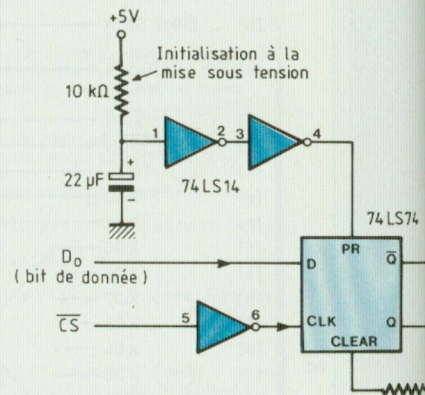 +5V
Initialisation à la
mise sous tension
10 kΩ
1
2
3
4
+
22 µF
−
74LS14
74LS74
D₀
(bit de donnée)
D
PR
Q̅
C̅S̅
5
6
CLK
Q
CLEAR